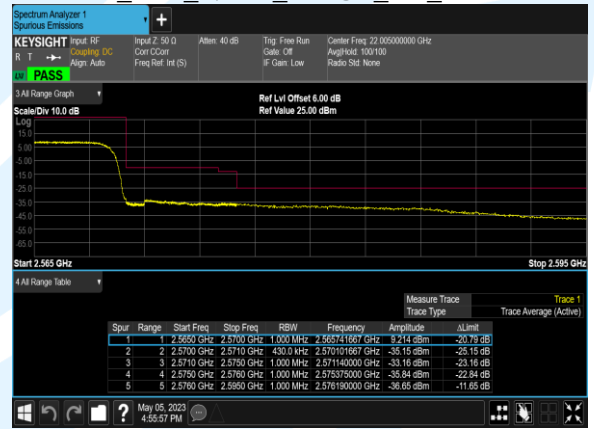 Spectrum Analyzer 1
Spurious Emissions
+
KEYSIGHT
R T
LXI
PASS
Input: RF
Coupling: DC
Align: Auto
Input Z: 50 Ω
Corr CCorr
Freq Ref: Int (S)
Atten: 40 dB
Trig: Free Run
Gate: Off
IF Gain: Low
Center Freq: 22.005000000 GHz
Avg|Hold: 100/100
Radio Std: None
3 All Range Graph
Scale/Div 10.0 dB
Ref Lvl Offset 6.00 dB
Ref Value 25.00 dBm
Log
15.0
5.00
-5.00
-15.0
-25.0
-35.0
-45.0
-55.0
-65.0
Start 2.565 GHz
Stop 2.595 GHz
4 All Range Table
Measure Trace Trace 1
Trace Type Trace Average (Active)
Spur Range Start Freq Stop Freq RBW Frequency Amplitude ΔLimit
1 1 2.5650 GHz 2.5700 GHz 1.000 MHz 2.565741667 GHz 9.214 dBm -20.79 dB
2 2 2.5700 GHz 2.5710 GHz 430.0 kHz 2.570101667 GHz -35.15 dBm -25.15 dB
3 3 2.5710 GHz 2.5750 GHz 1.000 MHz 2.571140000 GHz -33.16 dBm -23.16 dB
4 4 2.5750 GHz 2.5760 GHz 1.000 MHz 2.575375000 GHz -35.84 dBm -22.84 dB
5 5 2.5760 GHz 2.5950 GHz 1.000 MHz 2.576190000 GHz -36.65 dBm -11.65 dB
?
May 05, 2023
4:55:57 PM